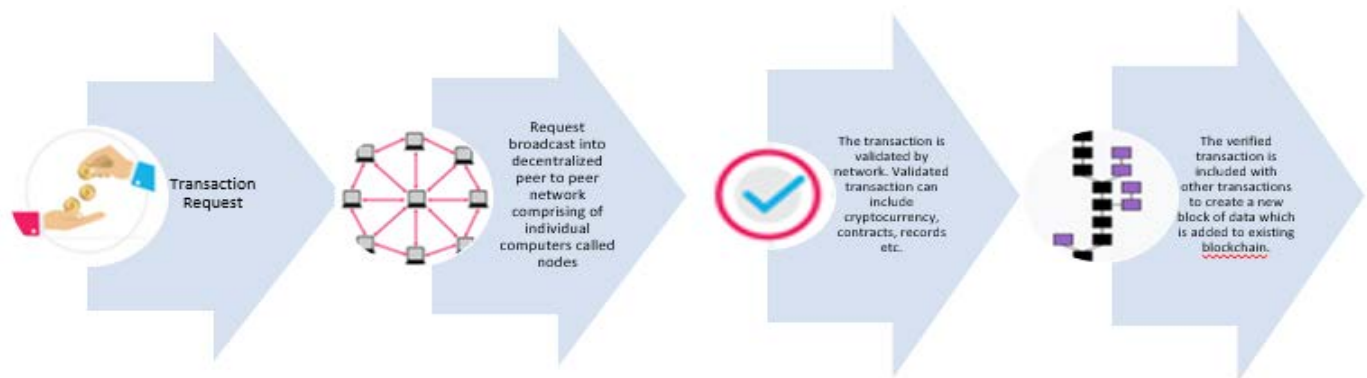 Transaction
Request
Request
broadcast into
decentralized
peer to peer
network
comprising of
individual
computers called
nodes
The transaction is
validated by
network. Validated
transaction can
include
cryptocurrency,
contracts, records
etc.
The verified
transaction is
included with
other transactions
to create a new
block of data which
is added to existing
blockchain.